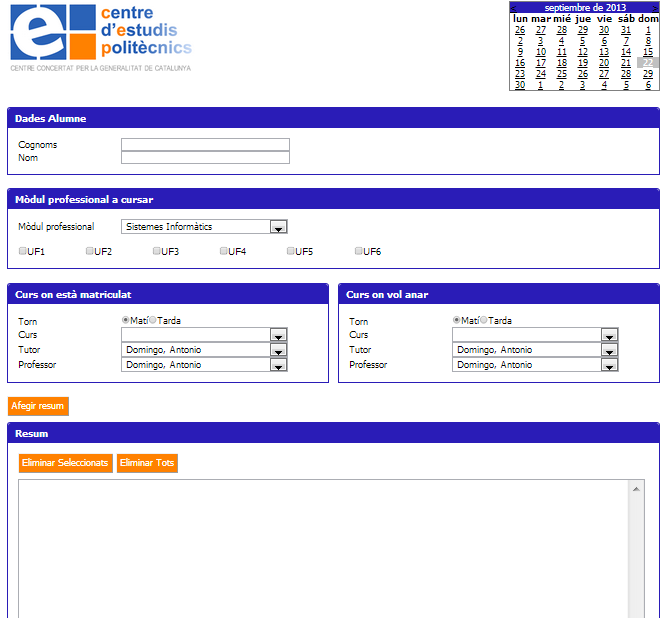 centre
d'estudis
politècnics
CENTRE CONCERTAT PER LA GENERALITAT DE CATALUNYA
< septiembre de 2013 >
lun mar mié jue vie sáb dom
26 27 28 29 30 31 1
2 3 4 5 6 7 8
9 10 11 12 13 14 15
16 17 18 19 20 21 22
23 24 25 26 27 28 29
30 1 2 3 4 5 6
Dades Alumne
Cognoms
Nom
Mòdul professional a cursar
Mòdul professional Sistemes Informàtics
UF1 UF2 UF3 UF4 UF5 UF6
Curs on està matriculat
Torn Matí Tarda
Curs
Tutor Domingo, Antonio
Professor Domingo, Antonio
Curs on vol anar
Torn Matí Tarda
Curs
Tutor Domingo, Antonio
Professor Domingo, Antonio
Afegir resum
Resum
Eliminar Seleccionats Eliminar Tots